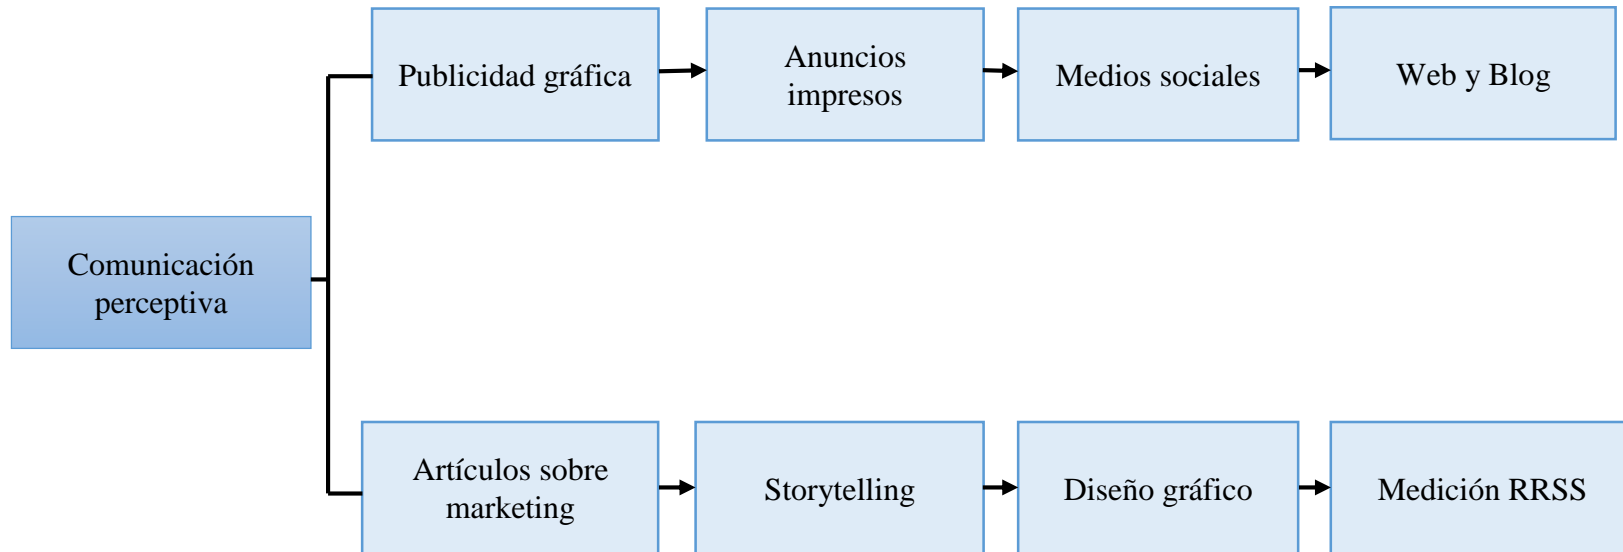 Publicidad gráfica
Anuncios
impresos
Medios sociales
Web y Blog
Comunicación
perceptiva
Artículos sobre
marketing
Storytelling
Diseño gráfico
Medición RRSS